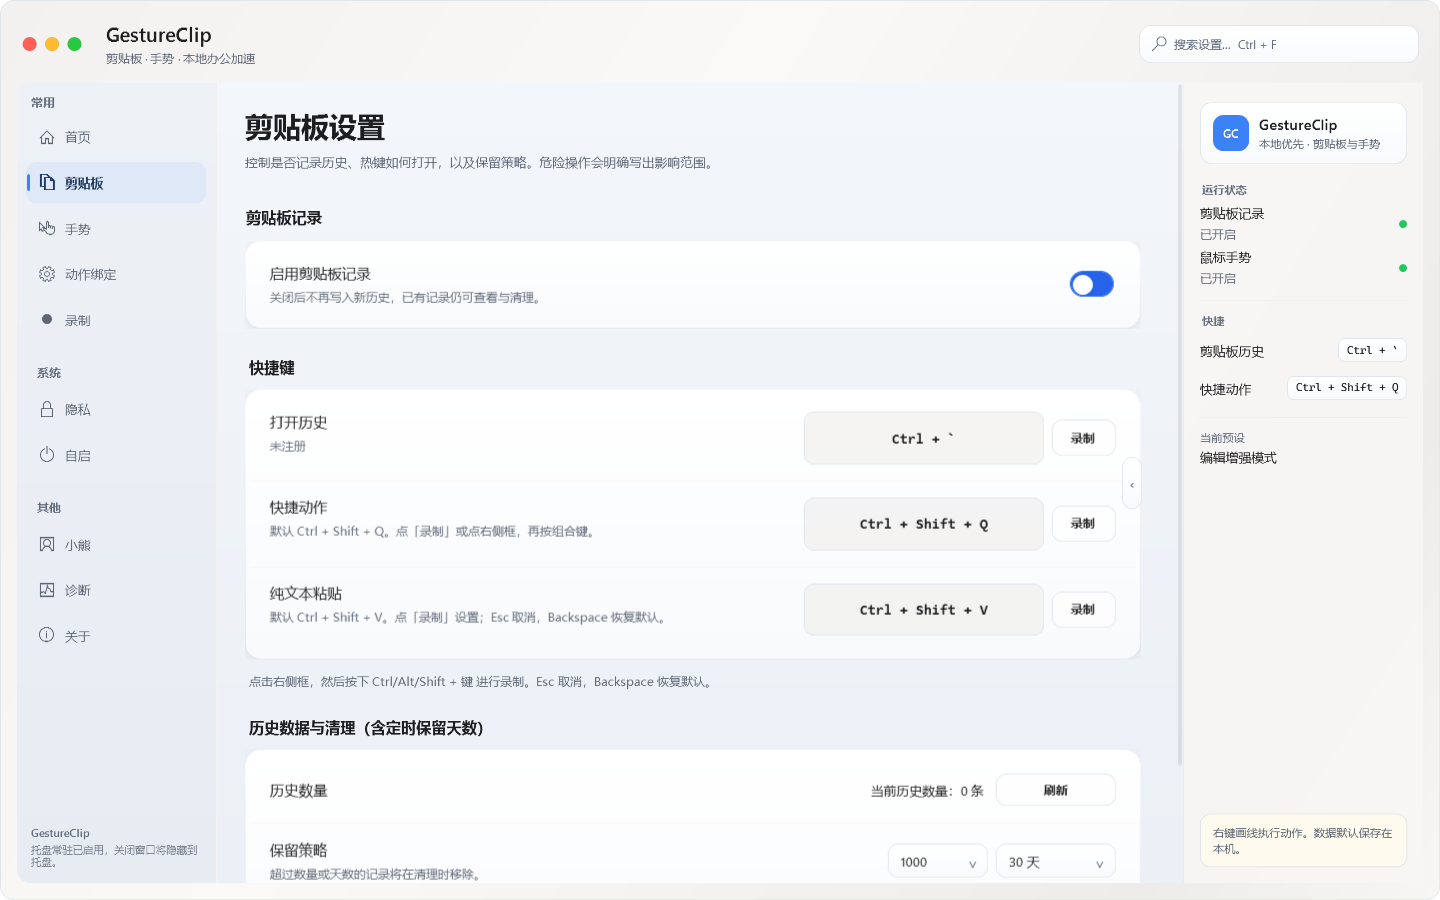 GestureClip
剪贴板 · 手势 · 本地办公加速
搜索设置... Ctrl + F
常用
首页
剪贴板
手势
动作绑定
录制
系统
隐私
自启
其他
小熊
诊断
关于
GestureClip
托盘常驻已启用，关闭窗口将隐藏到
托盘。
剪贴板设置
控制是否记录历史、热键如何打开，以及保留策略。危险操作会明确写出影响范围。
剪贴板记录
启用剪贴板记录
关闭后不再写入新历史，已有记录仍可查看与清理。
快捷键
打开历史
未注册
Ctrl + `
录制
快捷动作
默认 Ctrl + Shift + Q。点「录制」或点右侧框，再按组合键。
Ctrl + Shift + Q
录制
纯文本粘贴
默认 Ctrl + Shift + V。点「录制」设置；Esc 取消，Backspace 恢复默认。
Ctrl + Shift + V
录制
点击右侧框，然后按下 Ctrl/Alt/Shift + 键 进行录制。Esc 取消，Backspace 恢复默认。
历史数据与清理（含定时保留天数）
历史数量
当前历史数量：0 条
刷新
保留策略
超过数量或天数的记录将在清理时移除。
1000
30 天
GC
GestureClip
本地优先 · 剪贴板与手势
运行状态
剪贴板记录
已开启
鼠标手势
已开启
快捷
剪贴板历史
Ctrl + `
快捷动作
Ctrl + Shift + Q
当前预设
编辑增强模式
右键画线执行动作。数据默认保存在
本机。